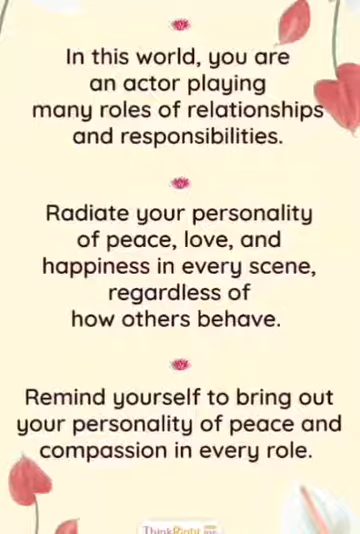 In this world, you are
an actor playing
many roles of relationships
and responsibilities.
Radiate your personality
of peace, love, and
happiness in every scene,
regardless of
how others behave.
Remind yourself to bring out
your personality of peace and
compassion in every role.
ThinkRight